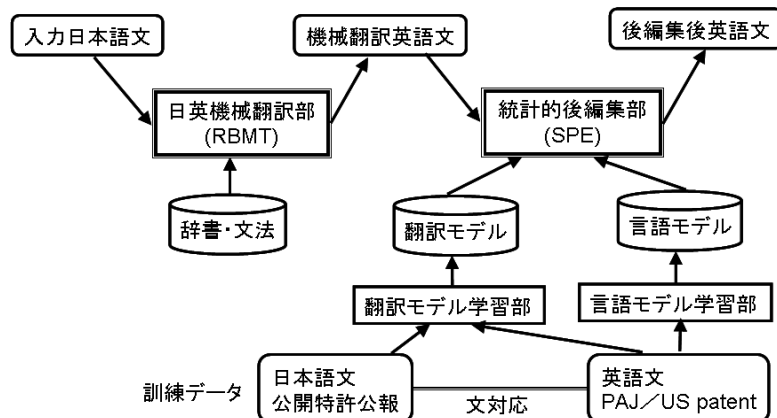 入力日本語文
機械翻訳英語文
後編集後英語文
日英機械翻訳部
(RBMT)
統計的後編集部
(SPE)
辞書・文法
翻訳モデル
言語モデル
翻訳モデル学習部
言語モデル学習部
訓練データ
日本語文
公開特許公報
文対応
英語文
PAJ／US patent